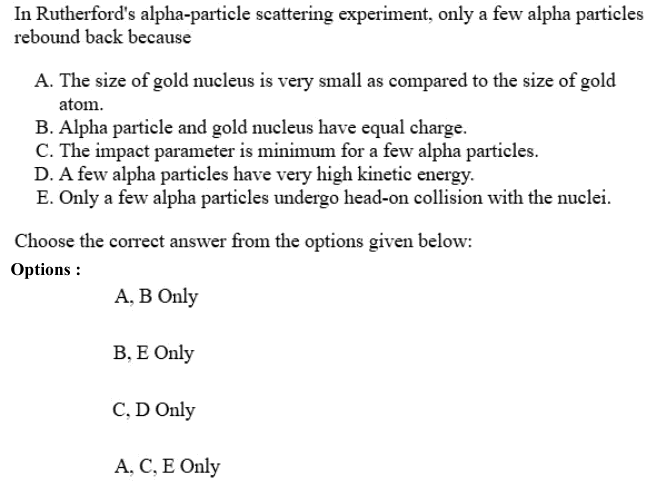 In Rutherford's alpha-particle scattering experiment, only a few alpha particles
rebound back because
A. The size of gold nucleus is very small as compared to the size of gold
atom.
B. Alpha particle and gold nucleus have equal charge.
C. The impact parameter is minimum for a few alpha particles.
D. A few alpha particles have very high kinetic energy.
E. Only a few alpha particles undergo head-on collision with the nuclei.
Choose the correct answer from the options given below:
Options :
A, B Only
B, E Only
C, D Only
A, C, E Only